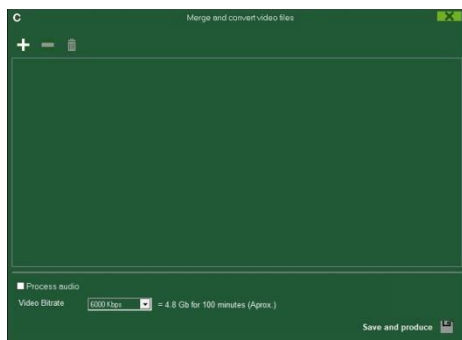 C Merge and convert video files X
Process audio
Video Bitrate 6000 Kbps = 4.8 Gb for 100 minutes (Aprox.)
Save and produce